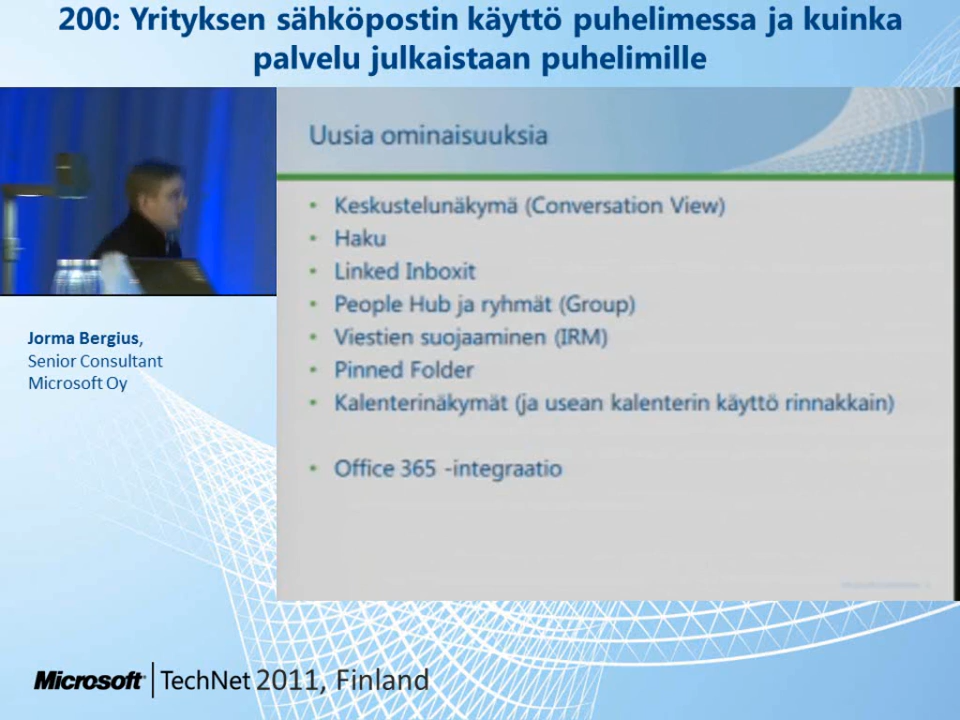 200: Yrityksen sähköpostin käyttö puhelimessa ja kuinka
palvelu julkaistaan puhelimille
Uusia ominaisuuksia
• Keskustelunäkymä (Conversation View)
• Haku
• Linked Inboxit
• People Hub ja ryhmät (Group)
• Viestien suojaaminen (IRM)
• Pinned Folder
• Kalenterinäkymät (ja usean kalenterin käyttö rinnakkain)
• Office 365 -integraatio
Jorma Bergius,
Senior Consultant
Microsoft Oy
Microsoft | TechNet 2011, Finland